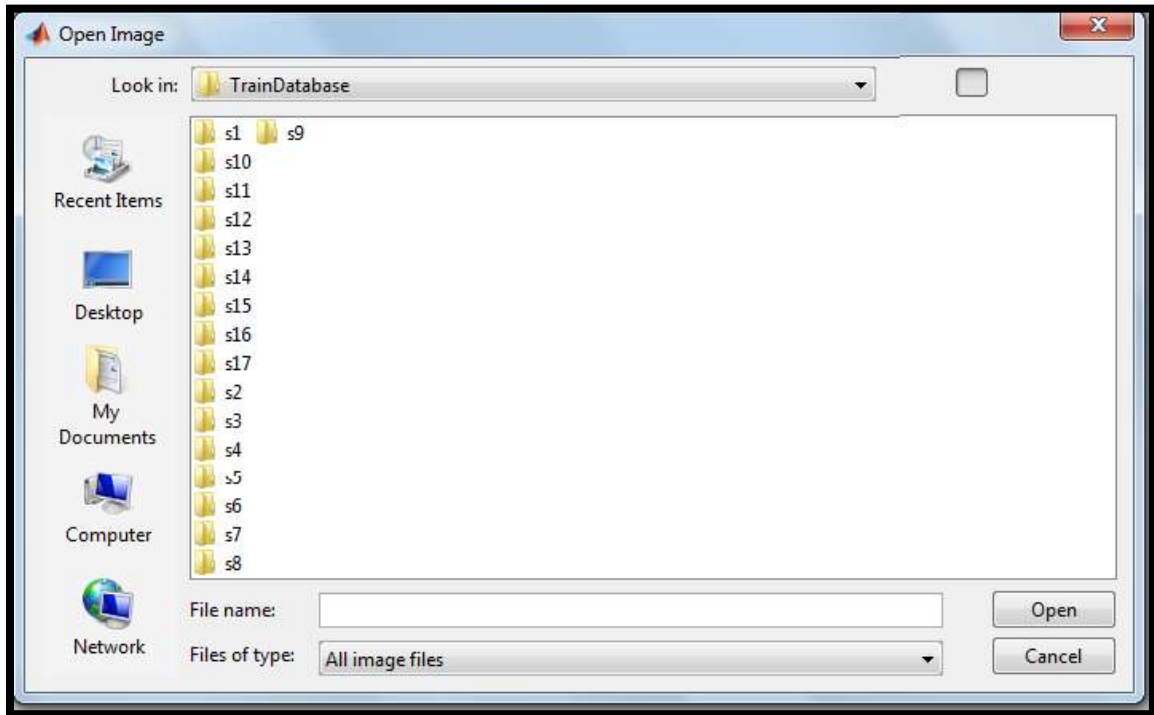 Open Image
Look in: TrainDatabase
s1 s9
s10
s11
s12
s13
s14
s15
s16
s17
s2
s3
s4
s5
s6
s7
s8
Recent Items
Desktop
My
Documents
Computer
Network
File name:
Open
Files of type: All image files
Cancel